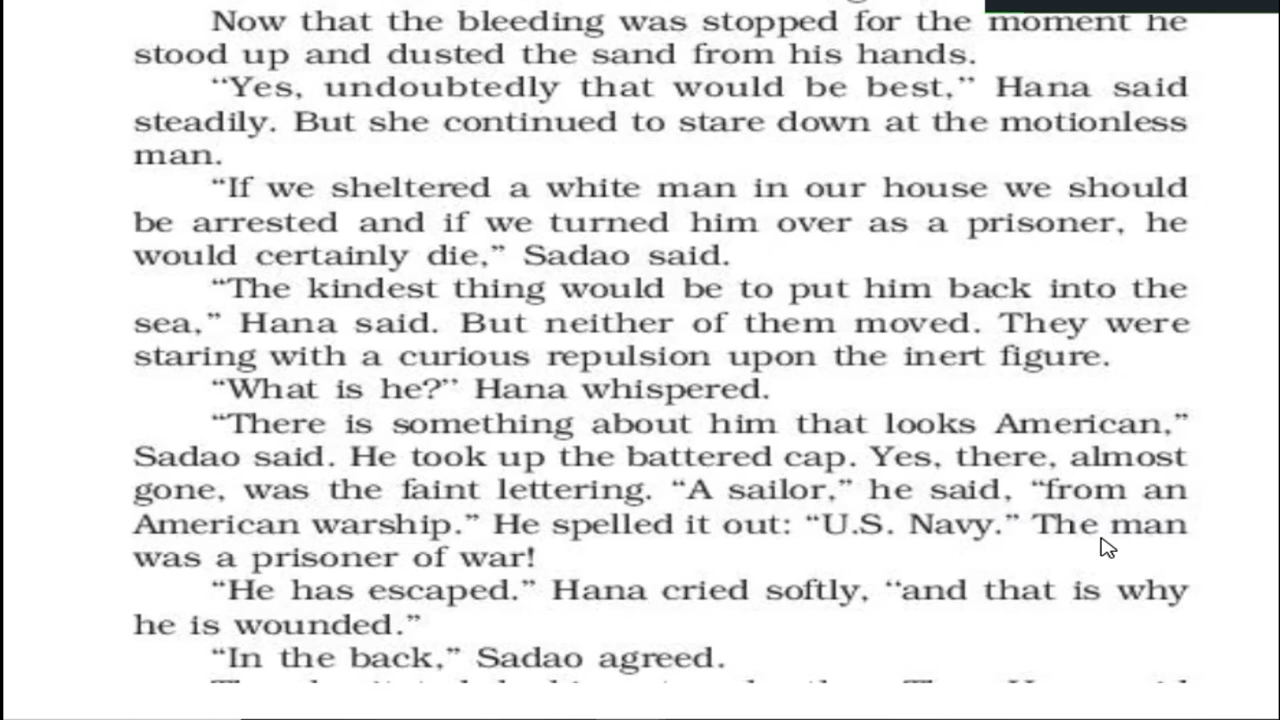 Now that the bleeding was stopped for the moment he
stood up and dusted the sand from his hands.
“Yes, undoubtedly that would be best,” Hana said
steadily. But she continued to stare down at the motionless
man.
“If we sheltered a white man in our house we should
be arrested and if we turned him over as a prisoner, he
would certainly die,” Sadao said.
“The kindest thing would be to put him back into the
sea,” Hana said. But neither of them moved. They were
staring with a curious repulsion upon the inert figure.
“What is he?” Hana whispered.
“There is something about him that looks American,”
Sadao said. He took up the battered cap. Yes, there, almost
gone, was the faint lettering. “A sailor,” he said, “from an
American warship.” He spelled it out: “U.S. Navy.” The man
was a prisoner of war!
“He has escaped.” Hana cried softly, “and that is why
he is wounded.”
“In the back,” Sadao agreed.